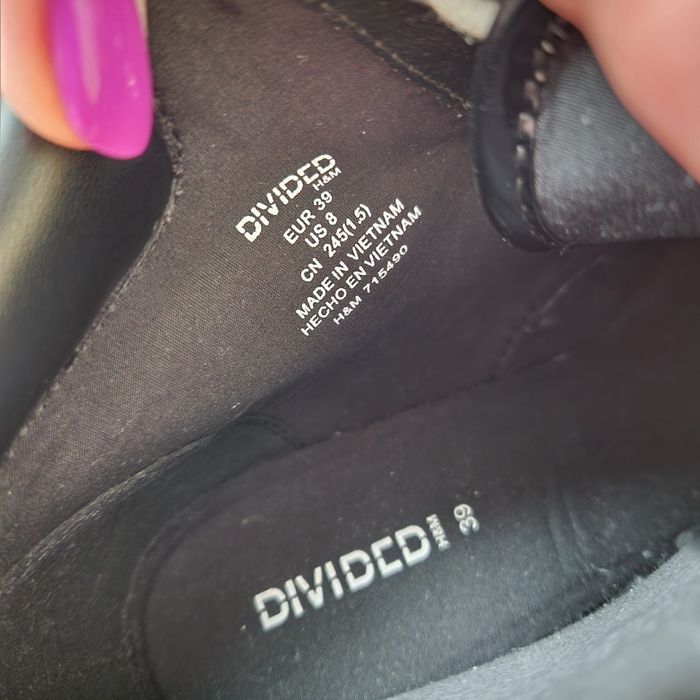 DIVIDED
H&M
EUR 39
US 8
CN 245(1.5)
MADE IN VIETNAM
HECHO EN VIETNAM
H&M 715490
DIVIDED
H&M
39